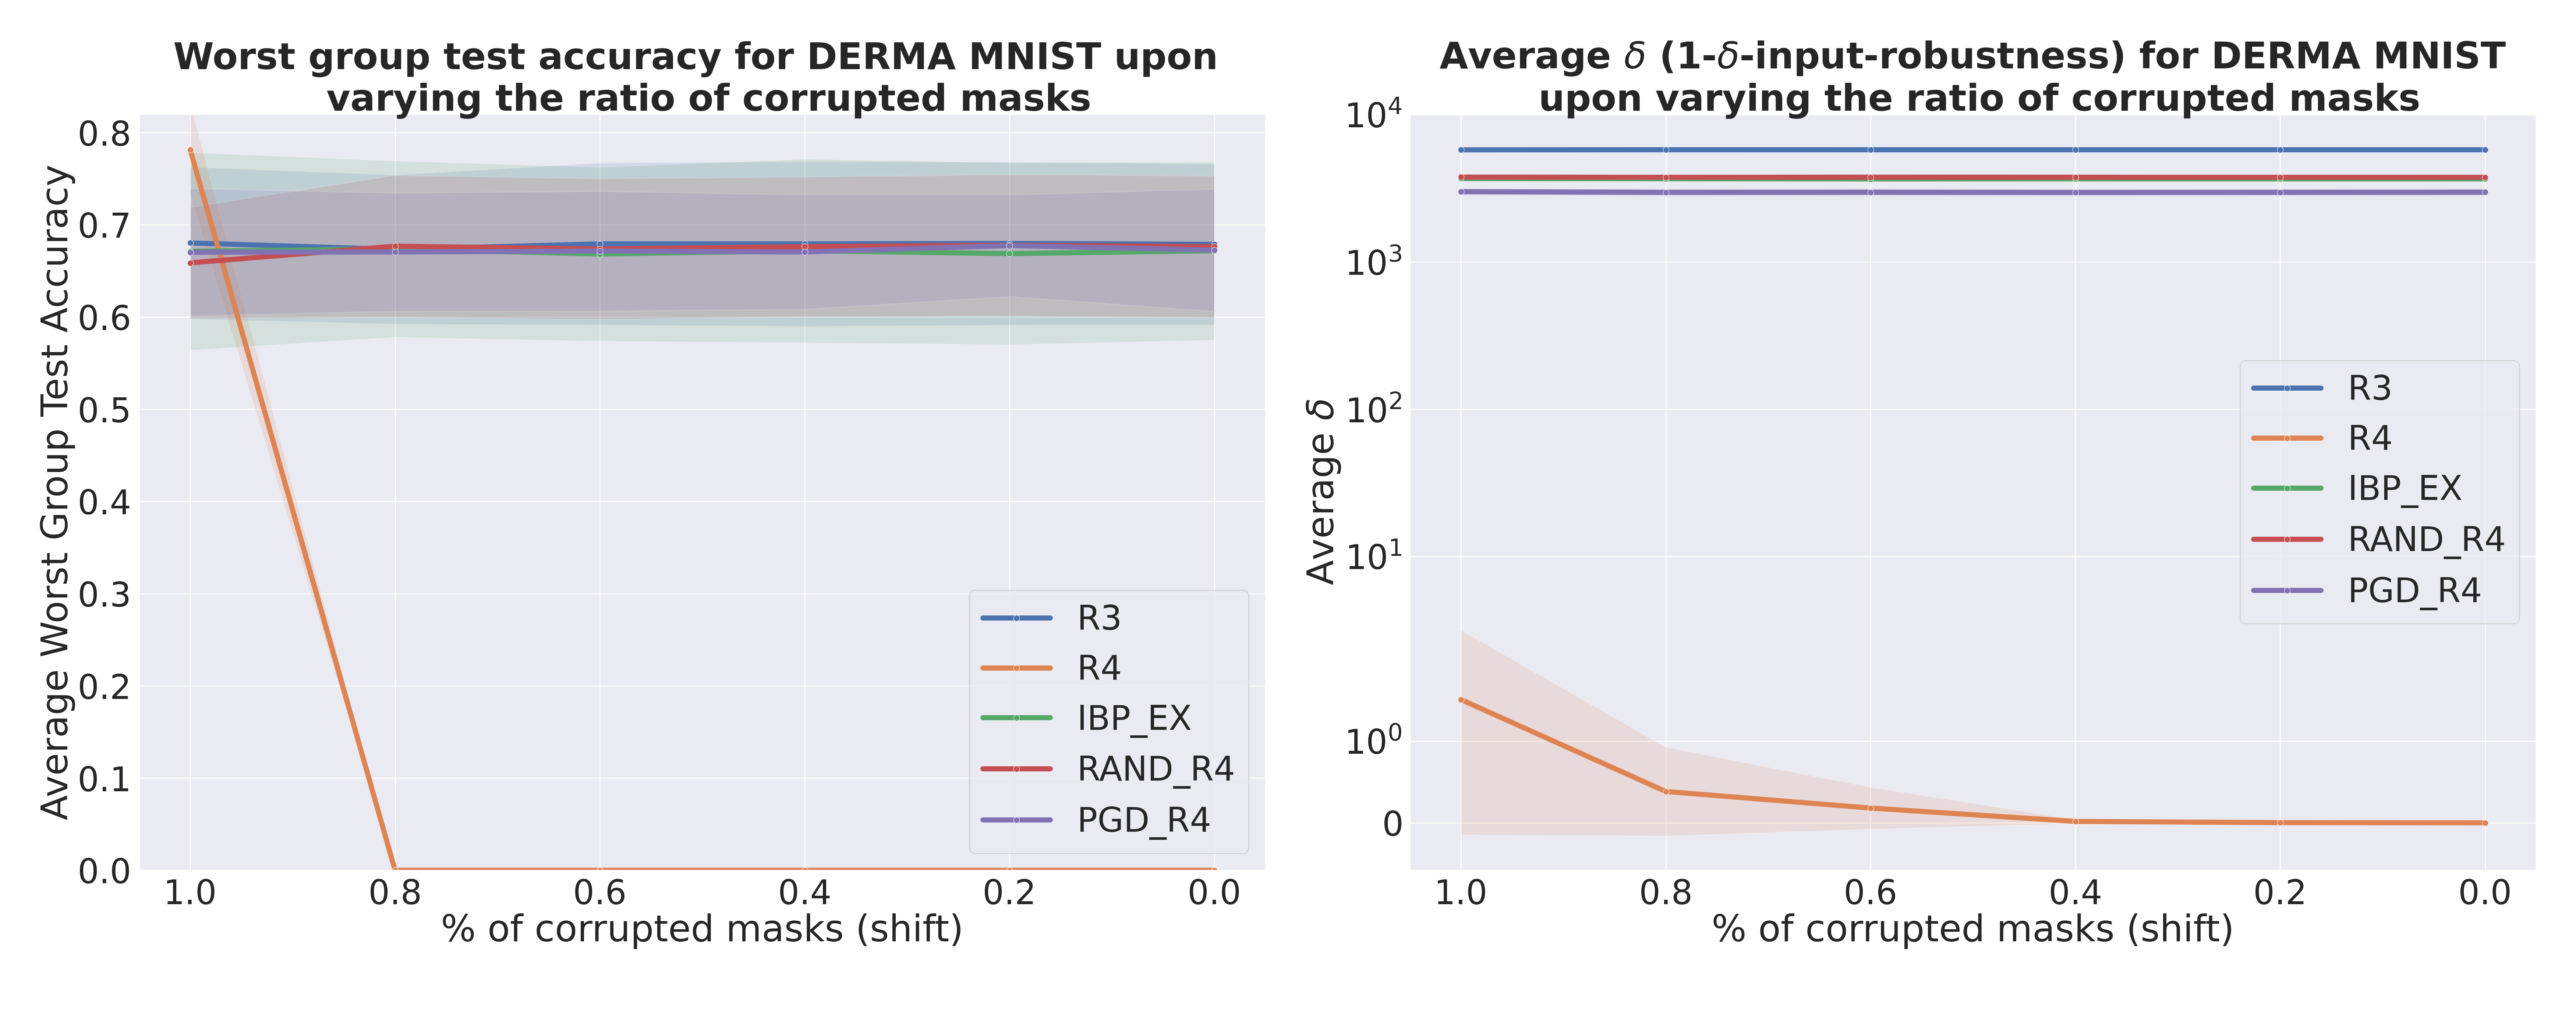 Worst group test accuracy for DERMA MNIST upon
varying the ratio of corrupted masks
Average Worst Group Test Accuracy
0.8
0.7
0.6
0.5
0.4
0.3
0.2
0.1
0.0
1.0 0.8 0.6 0.4 0.2 0.0
% of corrupted masks (shift)
R3
R4
IBP_EX
RAND_R4
PGD_R4
Average δ (1-δ-input-robustness) for DERMA MNIST
upon varying the ratio of corrupted masks
Average δ
10⁴
10³
10²
10¹
10⁰
0
1.0 0.8 0.6 0.4 0.2 0.0
% of corrupted masks (shift)
R3
R4
IBP_EX
RAND_R4
PGD_R4